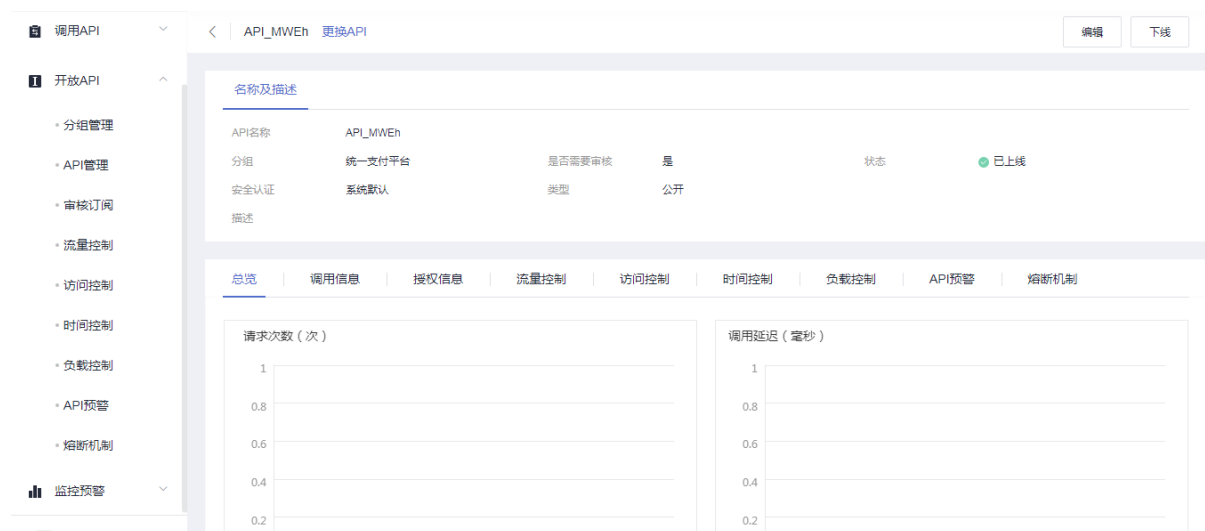 调用API
开放API
分组管理
API管理
审核订阅
流量控制
访问控制
时间控制
负载控制
API预警
熔断机制
监控预警
API_MWEh 更换API 编辑 下线
名称及描述
API名称 API_MWEh
分组 统一支付平台 是否需要审核 是 状态 已上线
安全认证 系统默认 类型 公开
描述
总览 调用信息 授权信息 流量控制 访问控制 时间控制 负载控制 API预警 熔断机制
请求次数（次） 调用延迟（毫秒）
1 1
0.8 0.8
0.6 0.6
0.4 0.4
0.2 0.2